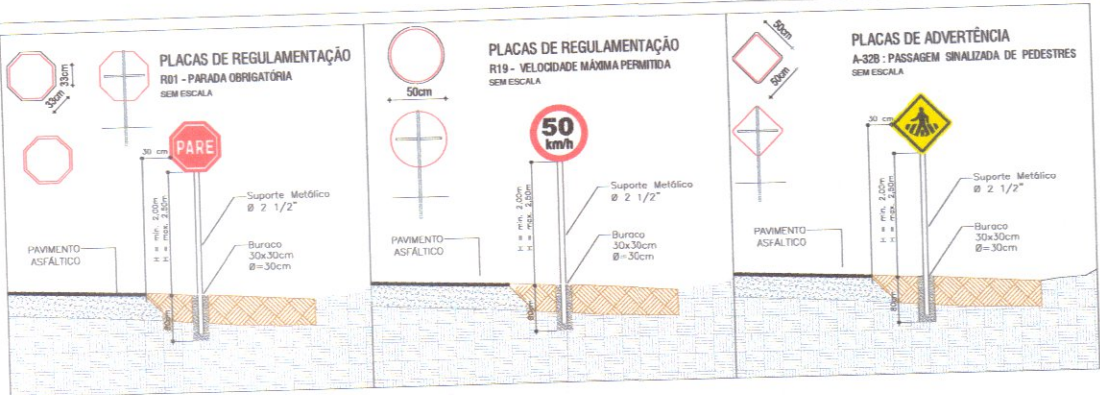 PLACAS DE REGULAMENTAÇÃO
R01 - PARADA OBRIGATÓRIA
SEM ESCALA
33cm
33cm
PARE
30 cm
H = min. 2,00m
H = max. 2,50m
Suporte Metálico
Ø 2 1/2"
Buraco
30x30cm
Ø=30cm
PAVIMENTO
ASFÁLTICO
80cm
PLACAS DE REGULAMENTAÇÃO
R19 - VELOCIDADE MÁXIMA PERMITIDA
SEM ESCALA
50cm
50
km/h
H = min. 2,00m
H = max. 2,50m
Suporte Metálico
Ø 2 1/2"
Buraco
30x30cm
Ø=30cm
PAVIMENTO
ASFÁLTICO
80cm
PLACAS DE ADVERTÊNCIA
A-32B : PASSAGEM SINALIZADA DE PEDESTRES
SEM ESCALA
50cm
50cm
30 cm
H = min. 2,00m
H = max. 2,50m
Suporte Metálico
Ø 2 1/2"
Buraco
30x30cm
Ø=30cm
PAVIMENTO
ASFÁLTICO
80cm